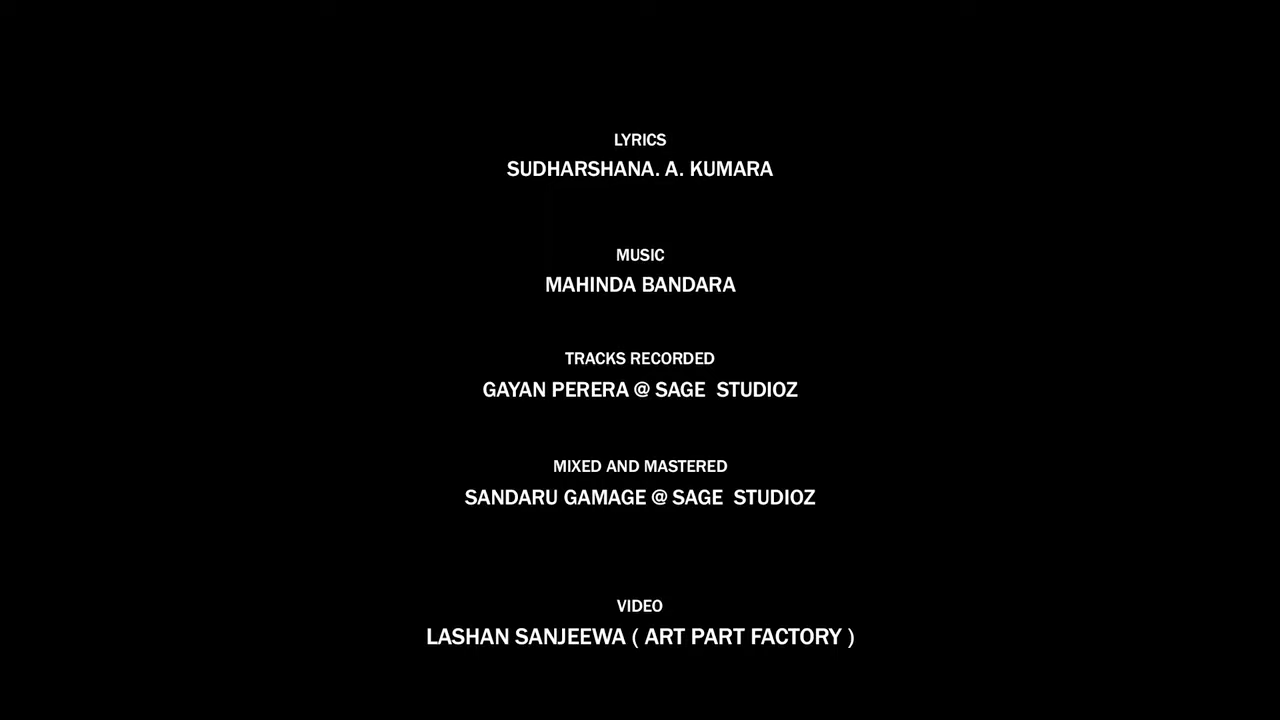 LYRICS
SUDHARSHANA. A. KUMARA
MUSIC
MAHINDA BANDARA
TRACKS RECORDED
GAYAN PERERA @ SAGE  STUDIOZ
MIXED AND MASTERED
SANDARU GAMAGE @ SAGE  STUDIOZ
VIDEO
LASHAN SANJEEWA ( ART PART FACTORY )